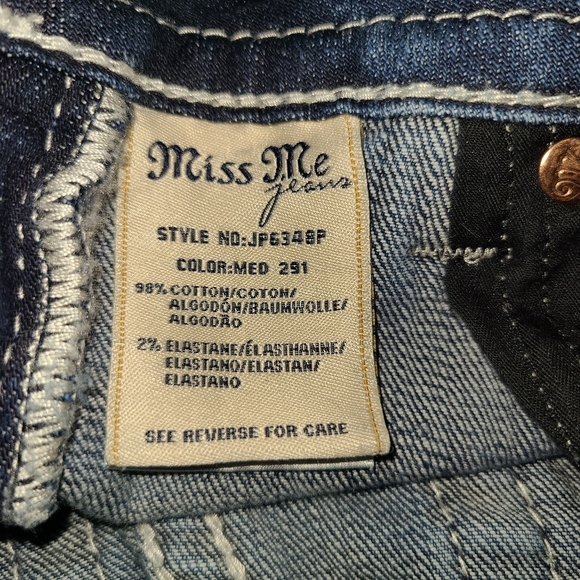 Miss Me
jeans
STYLE NO:JP6348P
COLOR:MED 291
98% COTTON/COTON/
ALGODÓN/BAUMWOLLE/
ALGODÃO
2% ELASTANE/ÉLASTHANNE/
ELASTANO/ELASTAN/
ELASTANO
SEE REVERSE FOR CARE